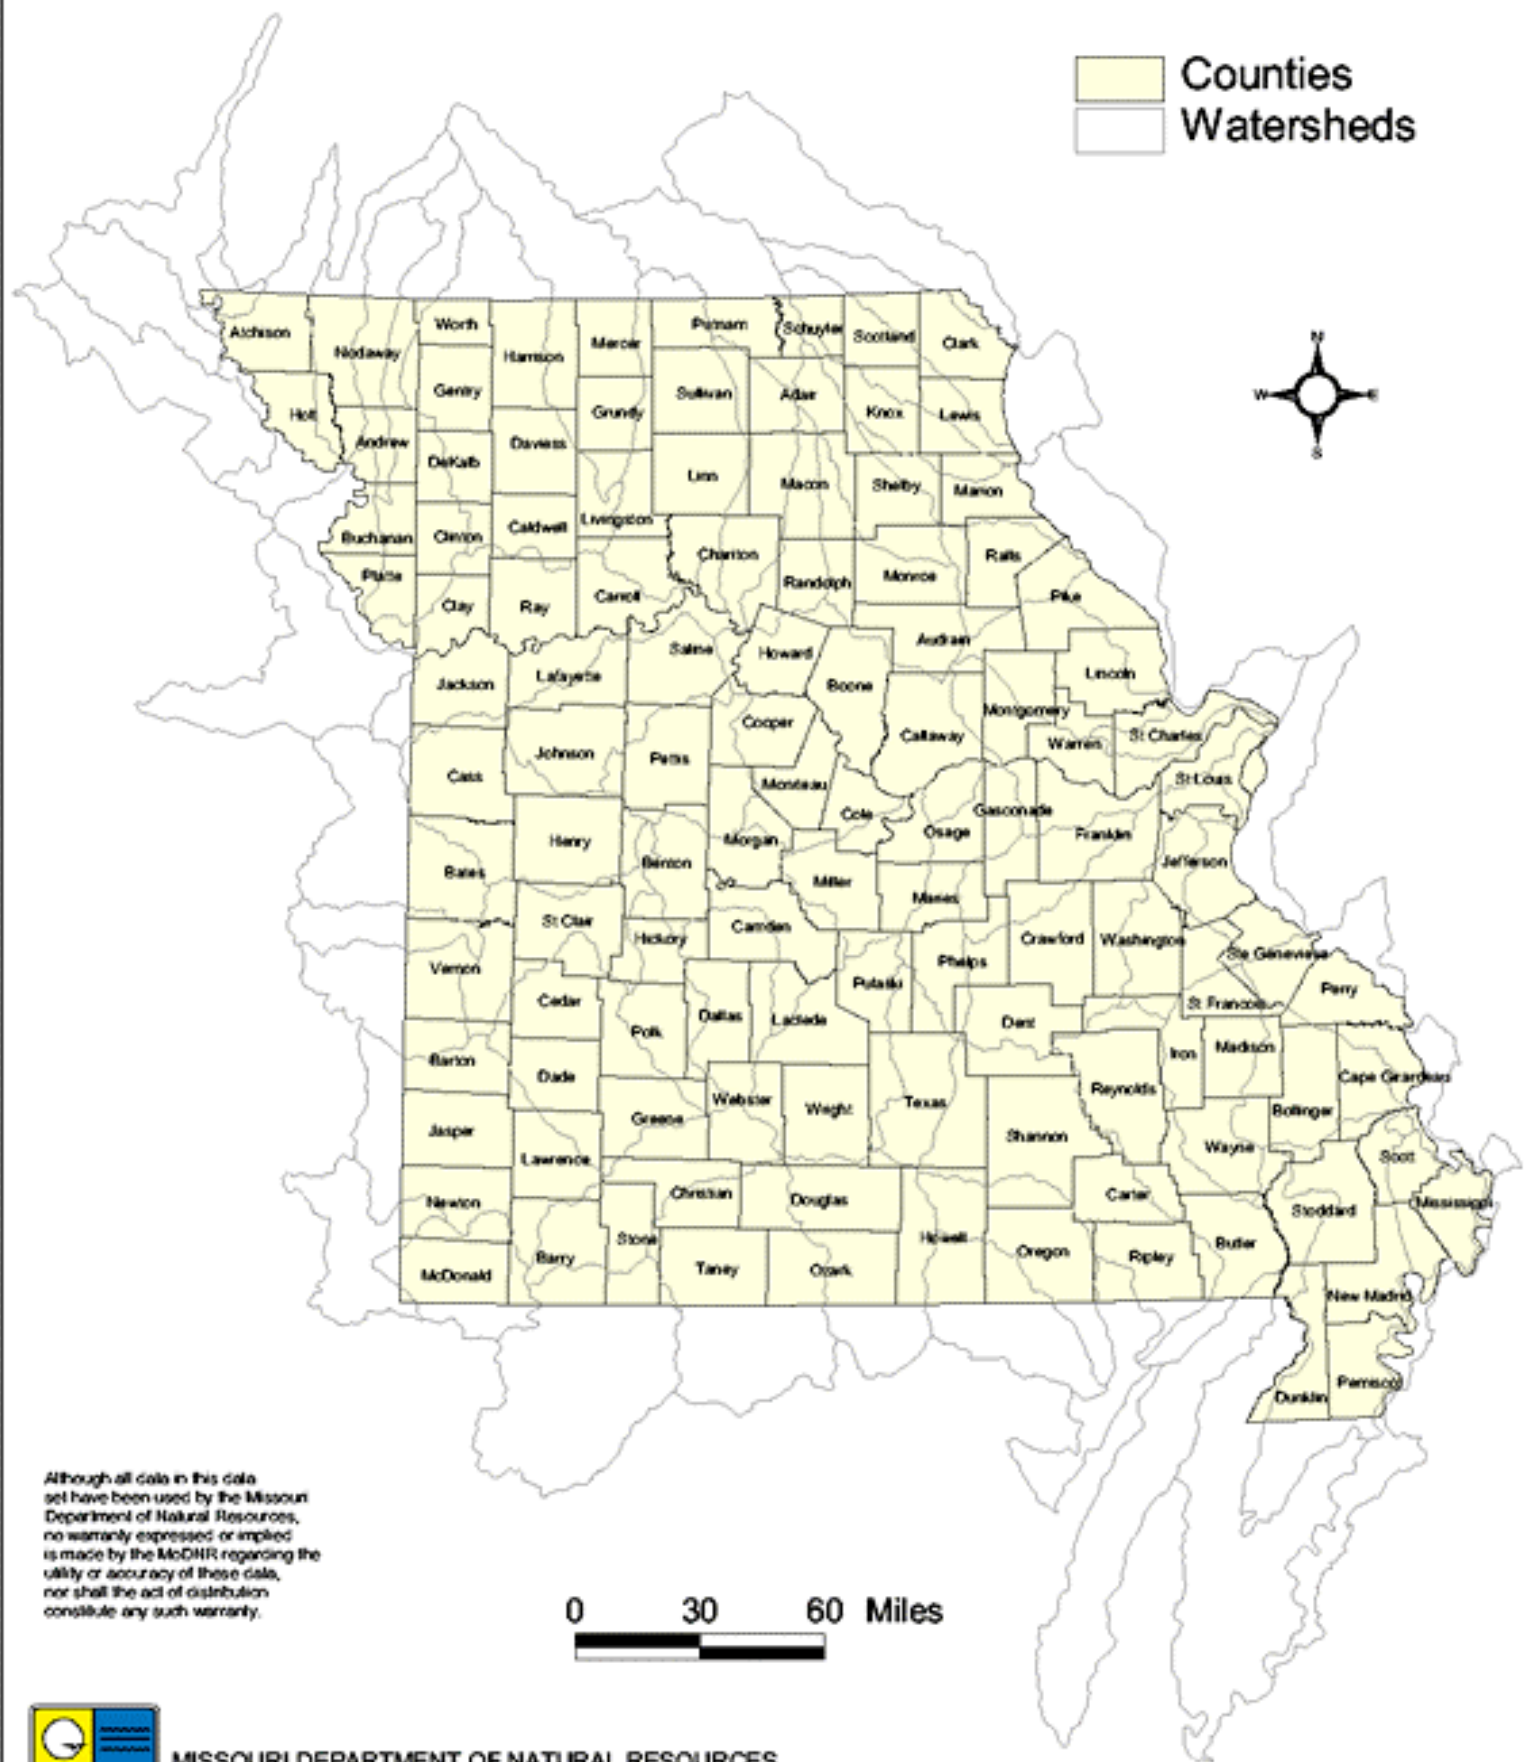 Counties
Watersheds
N
W
E
S
Atchison
Nodaway
Worth
Harrison
Mercer
Putnam
Schuyler
Scotland
Clark
Holt
Gentry
Grundy
Sullivan
Adair
Knox
Lewis
Andrew
DeKalb
Daviess
Linn
Macon
Shelby
Marion
Buchanan
Clinton
Caldwell
Livingston
Chariton
Randolph
Monroe
Ralls
Platte
Clay
Ray
Carroll
Pike
Audrain
Saline
Howard
Boone
Lincoln
Jackson
Lafayette
Cooper
Callaway
Montgomery
Warren
St Charles
Cass
Johnson
Pettis
Moniteau
Cole
Osage
Gasconade
Franklin
St Louis
Bates
Henry
Benton
Morgan
Miller
Maries
Jefferson
St Clair
Hickory
Camden
Crawford
Washington
Ste Genevieve
Vernon
Cedar
Polk
Dallas
Laclede
Pulaski
Phelps
Dent
St Francois
Perry
Barton
Dade
Greene
Webster
Wright
Texas
Shannon
Reynolds
Iron
Madison
Bollinger
Cape Girardeau
Jasper
Lawrence
Christian
Douglas
Wayne
Scott
Newton
Barry
Stone
Taney
Ozark
Howell
Oregon
Carter
Ripley
Butler
Stoddard
Mississippi
McDonald
New Madrid
Dunklin
Pemiscot
Although all data in this data
set have been used by the Missouri
Department of Natural Resources,
no warranty expressed or implied
is made by the MoDNR regarding the
utility or accuracy of these data,
nor shall the act of distribution
constitute any such warranty.
0 30 60 Miles
MISSOURI DEPARTMENT OF NATURAL RESOURCES